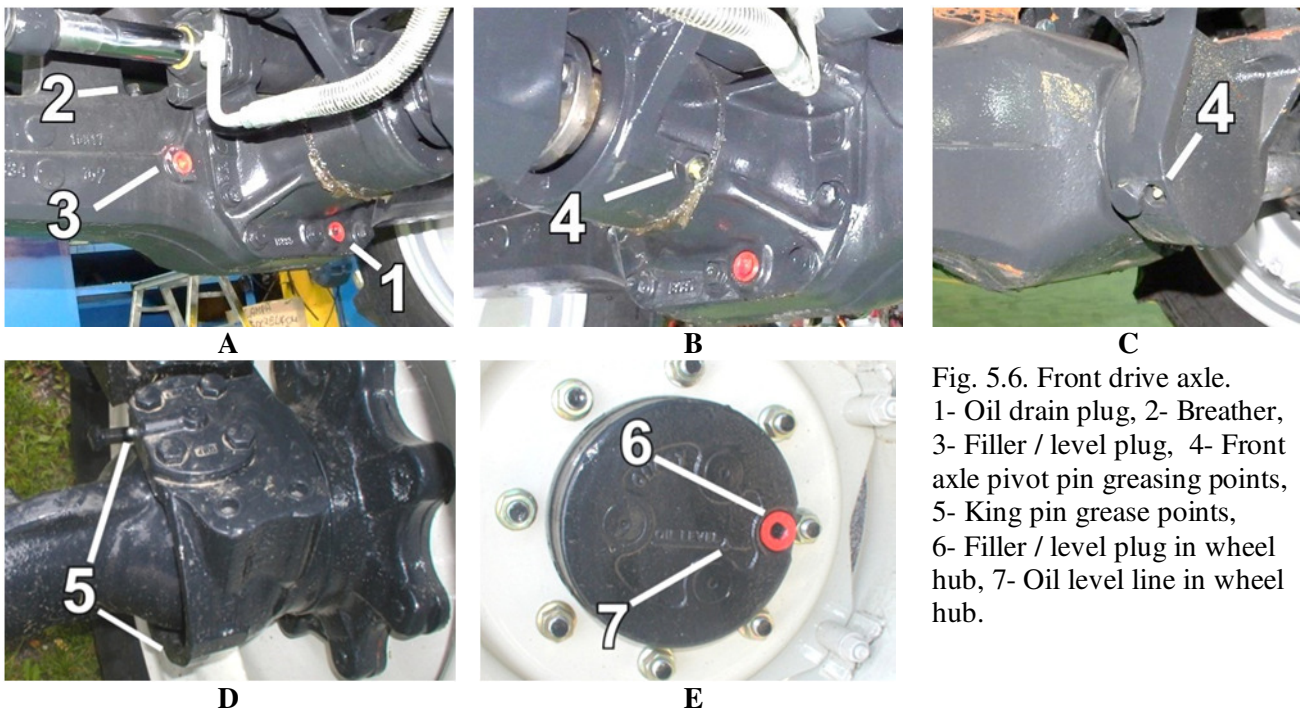 2
3
1
A
4
B
4
C
5
D
OIL LEVEL
6
7
E
Fig. 5.6. Front drive axle.
1- Oil drain plug, 2- Breather,
3- Filler / level plug, 4- Front
axle pivot pin greasing points,
5- King pin grease points,
6- Filler / level plug in wheel
hub, 7- Oil level line in wheel
hub.